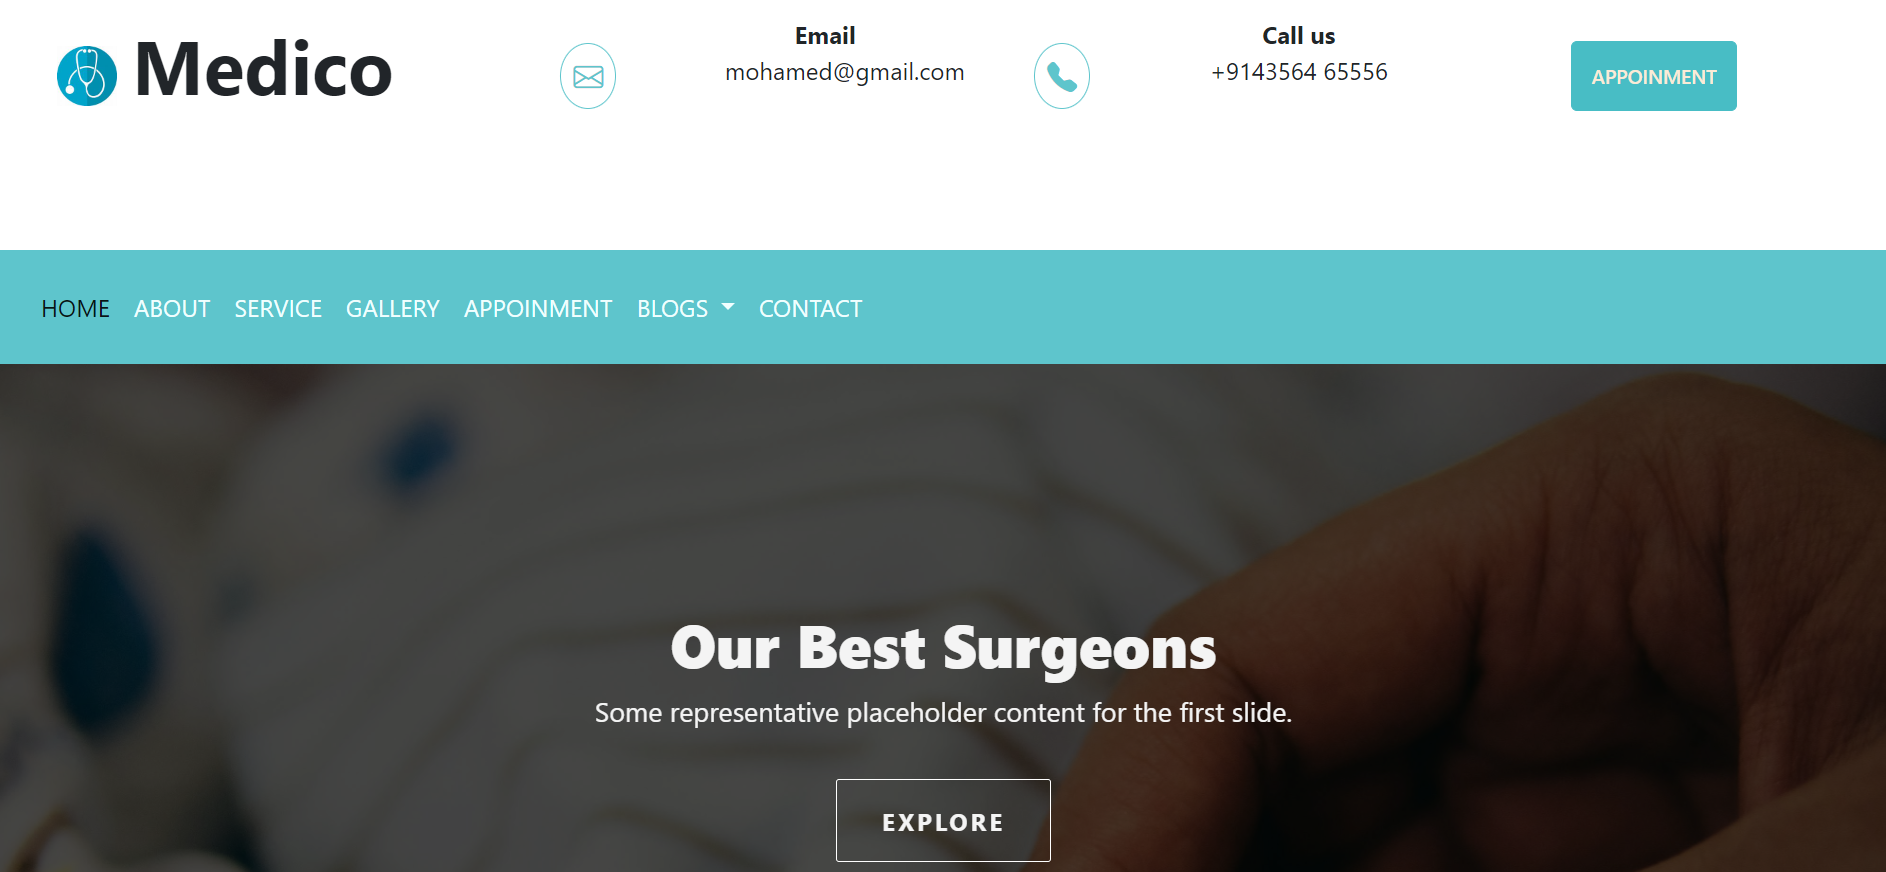 Medico
Email
mohamed@gmail.com
Call us
+9143564 65556
APPOINMENT
HOME ABOUT SERVICE GALLERY APPOINMENT BLOGS CONTACT
Our Best Surgeons
Some representative placeholder content for the first slide.
EXPLORE